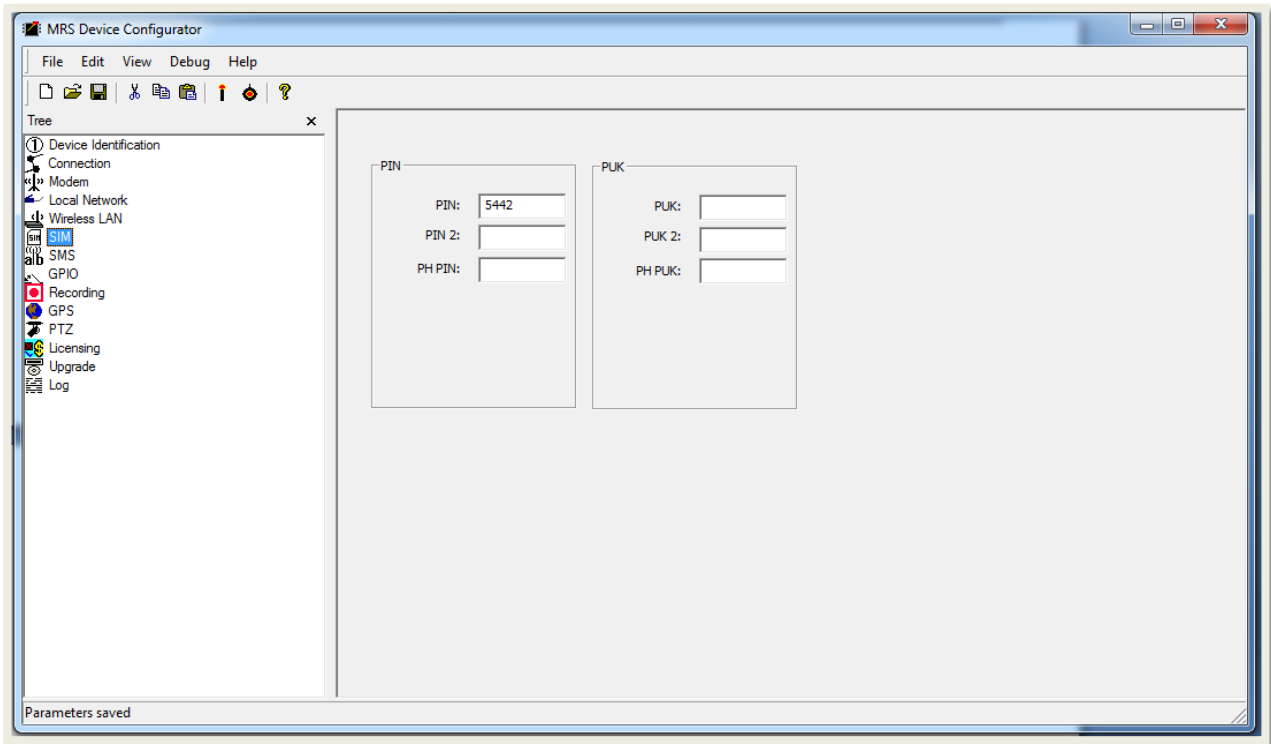 MRS Device Configurator
File Edit View Debug Help
Tree
Device Identification
Connection
Modem
Local Network
Wireless LAN
SIM
SIM
SMS
alb
GPIO
Recording
GPS
PTZ
Licensing
Upgrade
Log
PIN
PIN: 5442
PIN 2:
PH PIN:
PUK
PUK:
PUK 2:
PH PUK:
Parameters saved